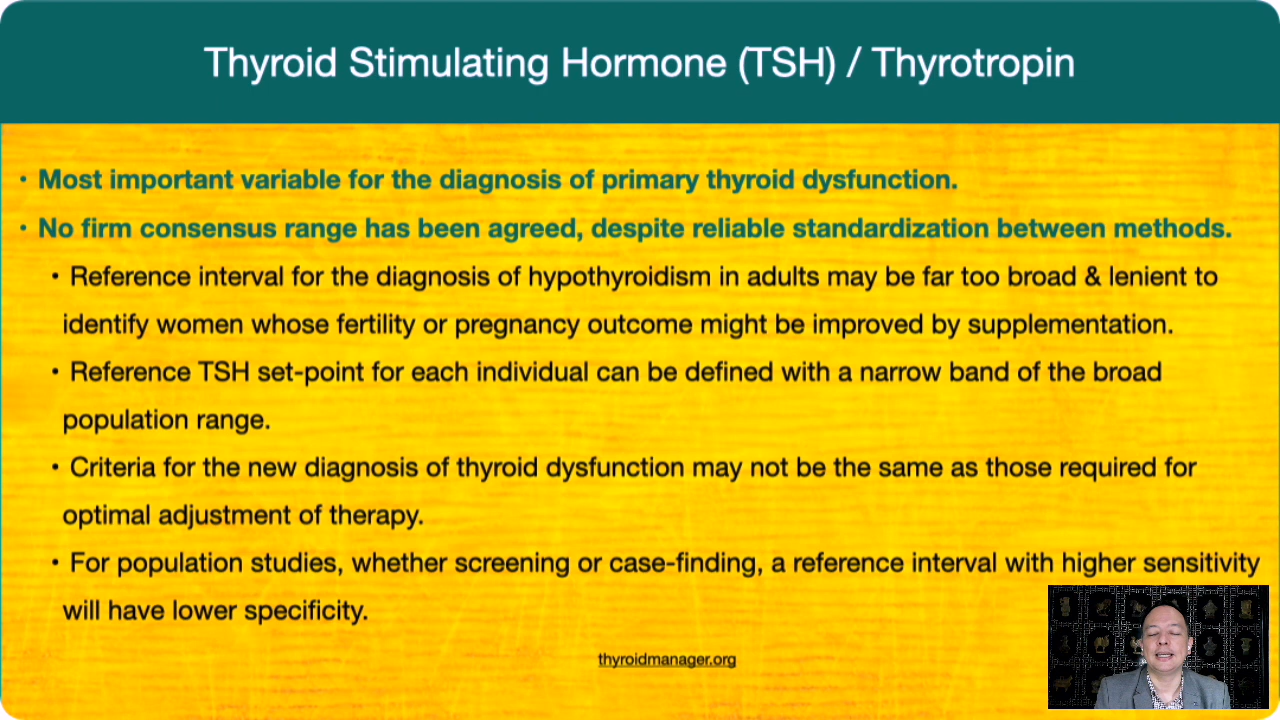 Thyroid Stimulating Hormone (TSH) / Thyrotropin
• Most important variable for the diagnosis of primary thyroid dysfunction.
• No firm consensus range has been agreed, despite reliable standardization between methods.
• Reference interval for the diagnosis of hypothyroidism in adults may be far too broad & lenient to
identify women whose fertility or pregnancy outcome might be improved by supplementation.
• Reference TSH set-point for each individual can be defined with a narrow band of the broad
population range.
• Criteria for the new diagnosis of thyroid dysfunction may not be the same as those required for
optimal adjustment of therapy.
• For population studies, whether screening or case-finding, a reference interval with higher sensitivity
will have lower specificity.
thyroidmanager.org